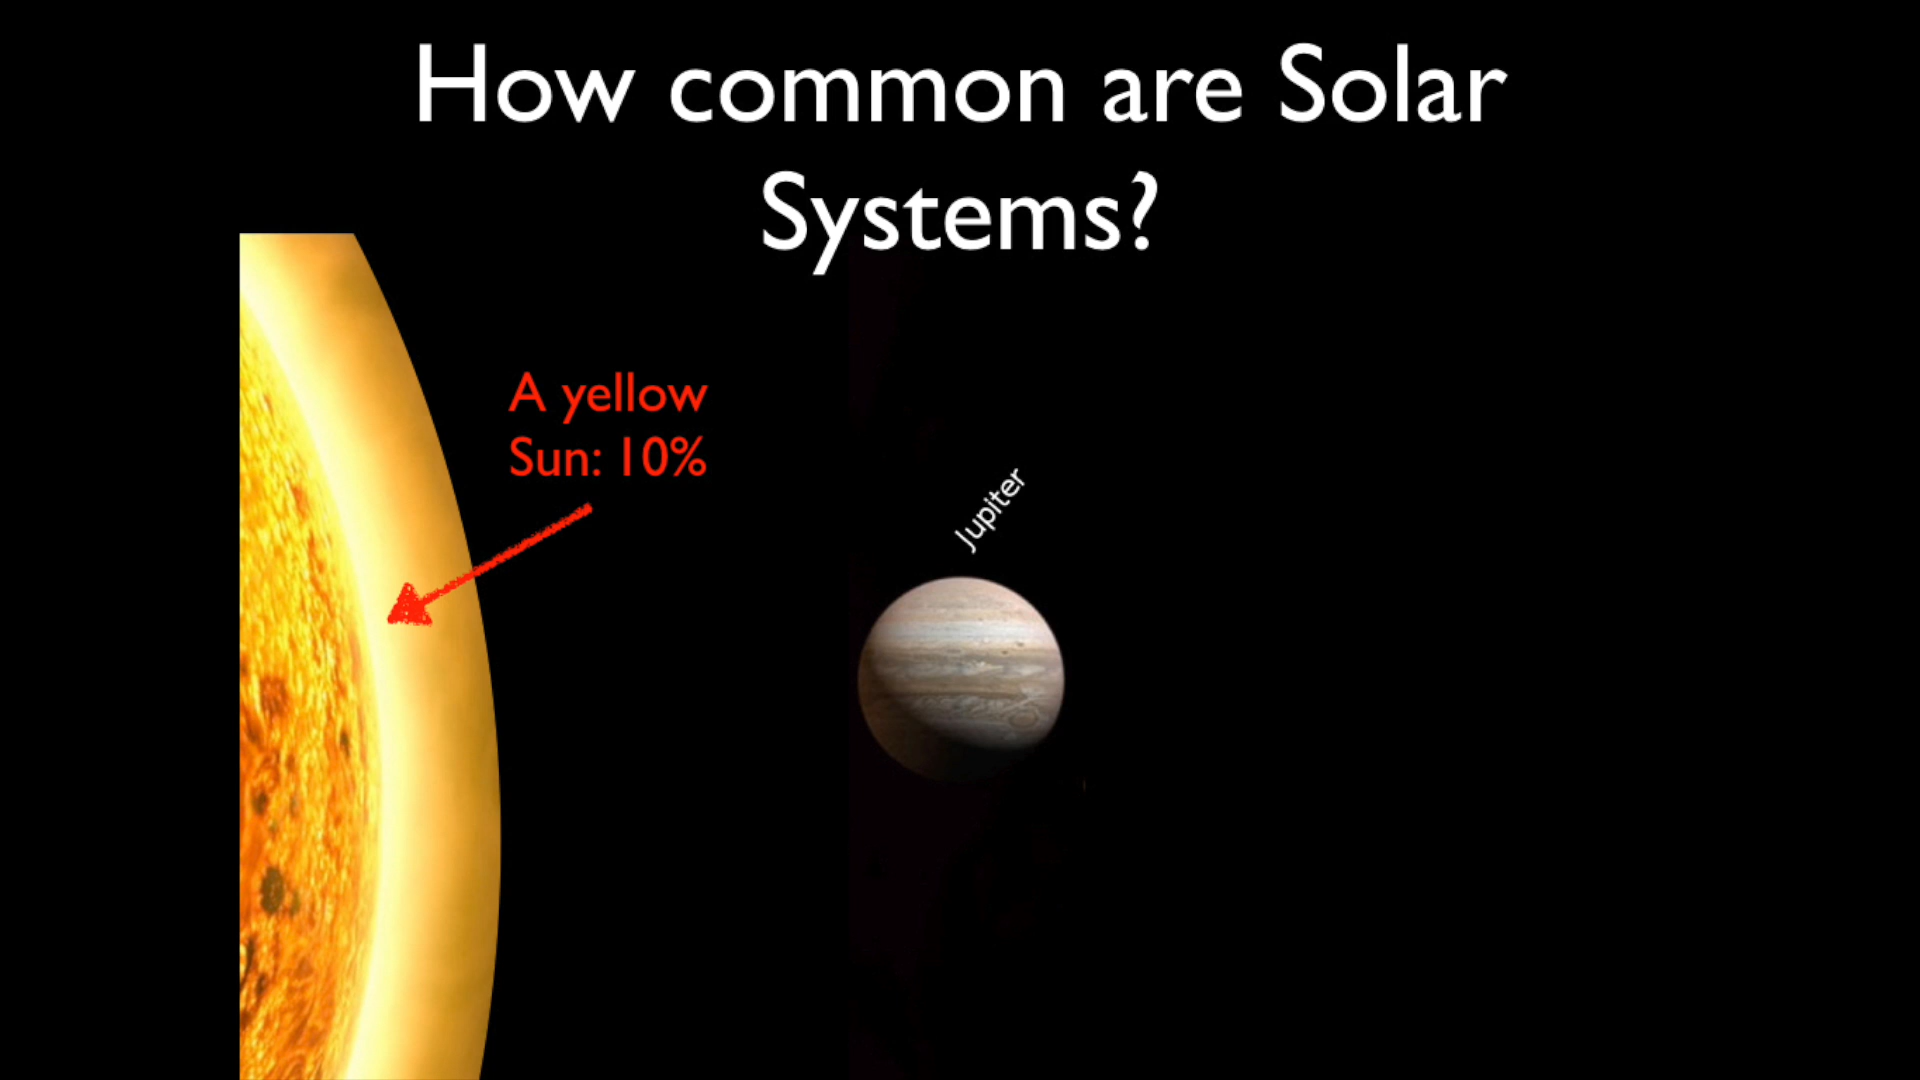 How common are Solar
Systems?
A yellow
Sun: 10%
Jupiter